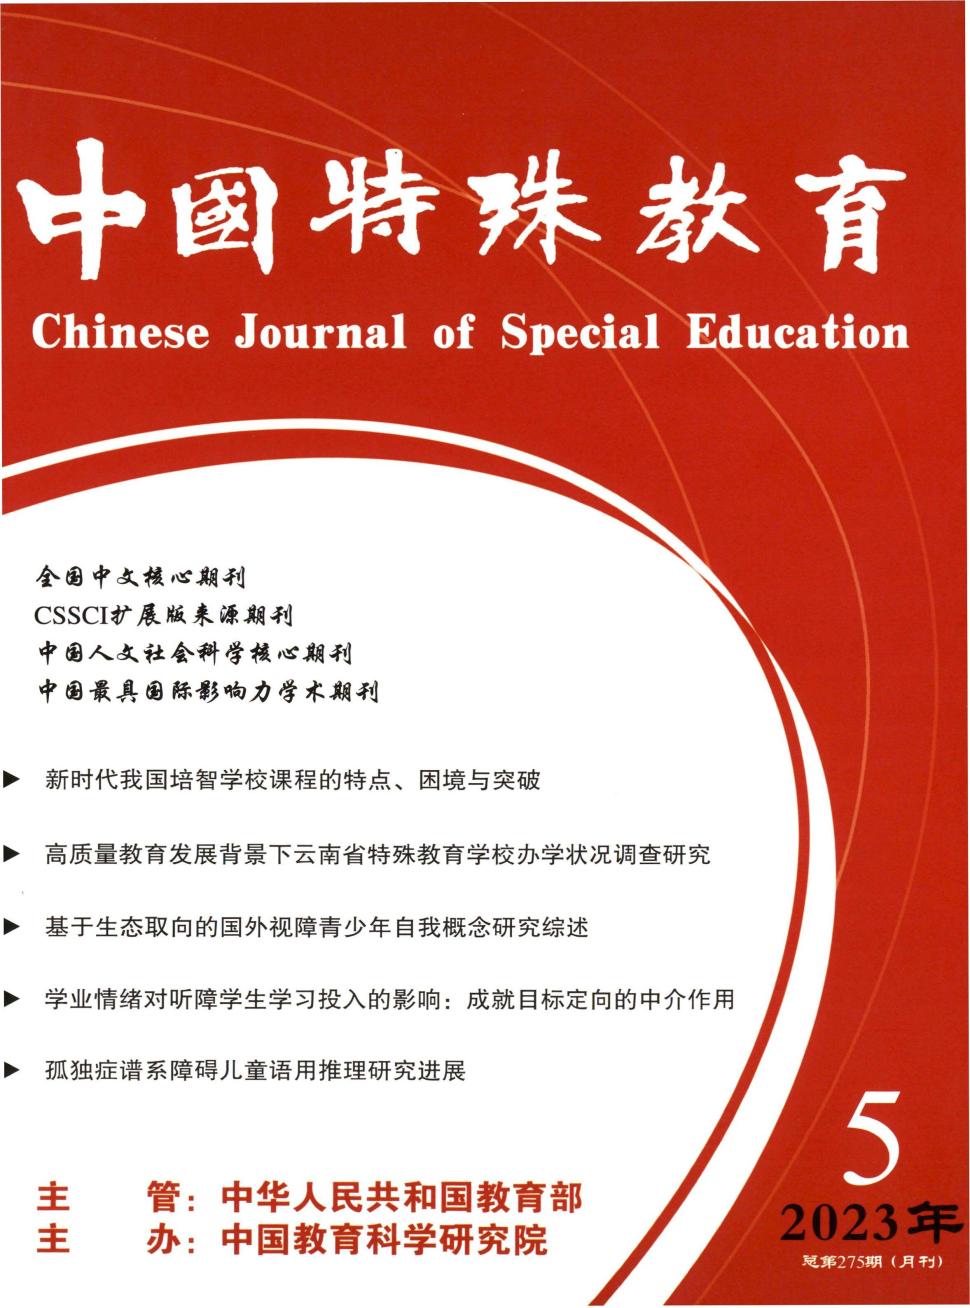 中國特殊教育
Chinese Journal of Special Education
全国中文核心期刊
CSSCI扩展版来源期刊
中国人文社会科学核心期刊
中国最具国际影响力学术期刊
▶ 新时代我国培智学校课程的特点、困境与突破
▶ 高质量教育发展背景下云南省特殊教育学校办学状况调查研究
▶ 基于生态取向的国外视障青少年自我概念研究综述
▶ 学业情绪对听障学生学习投入的影响：成就目标定向的中介作用
▶ 孤独症谱系障碍儿童语用推理研究进展
5
主 管：中华人民共和国教育部
主 办：中国教育科学研究院
2023年
总第275期（月刊）